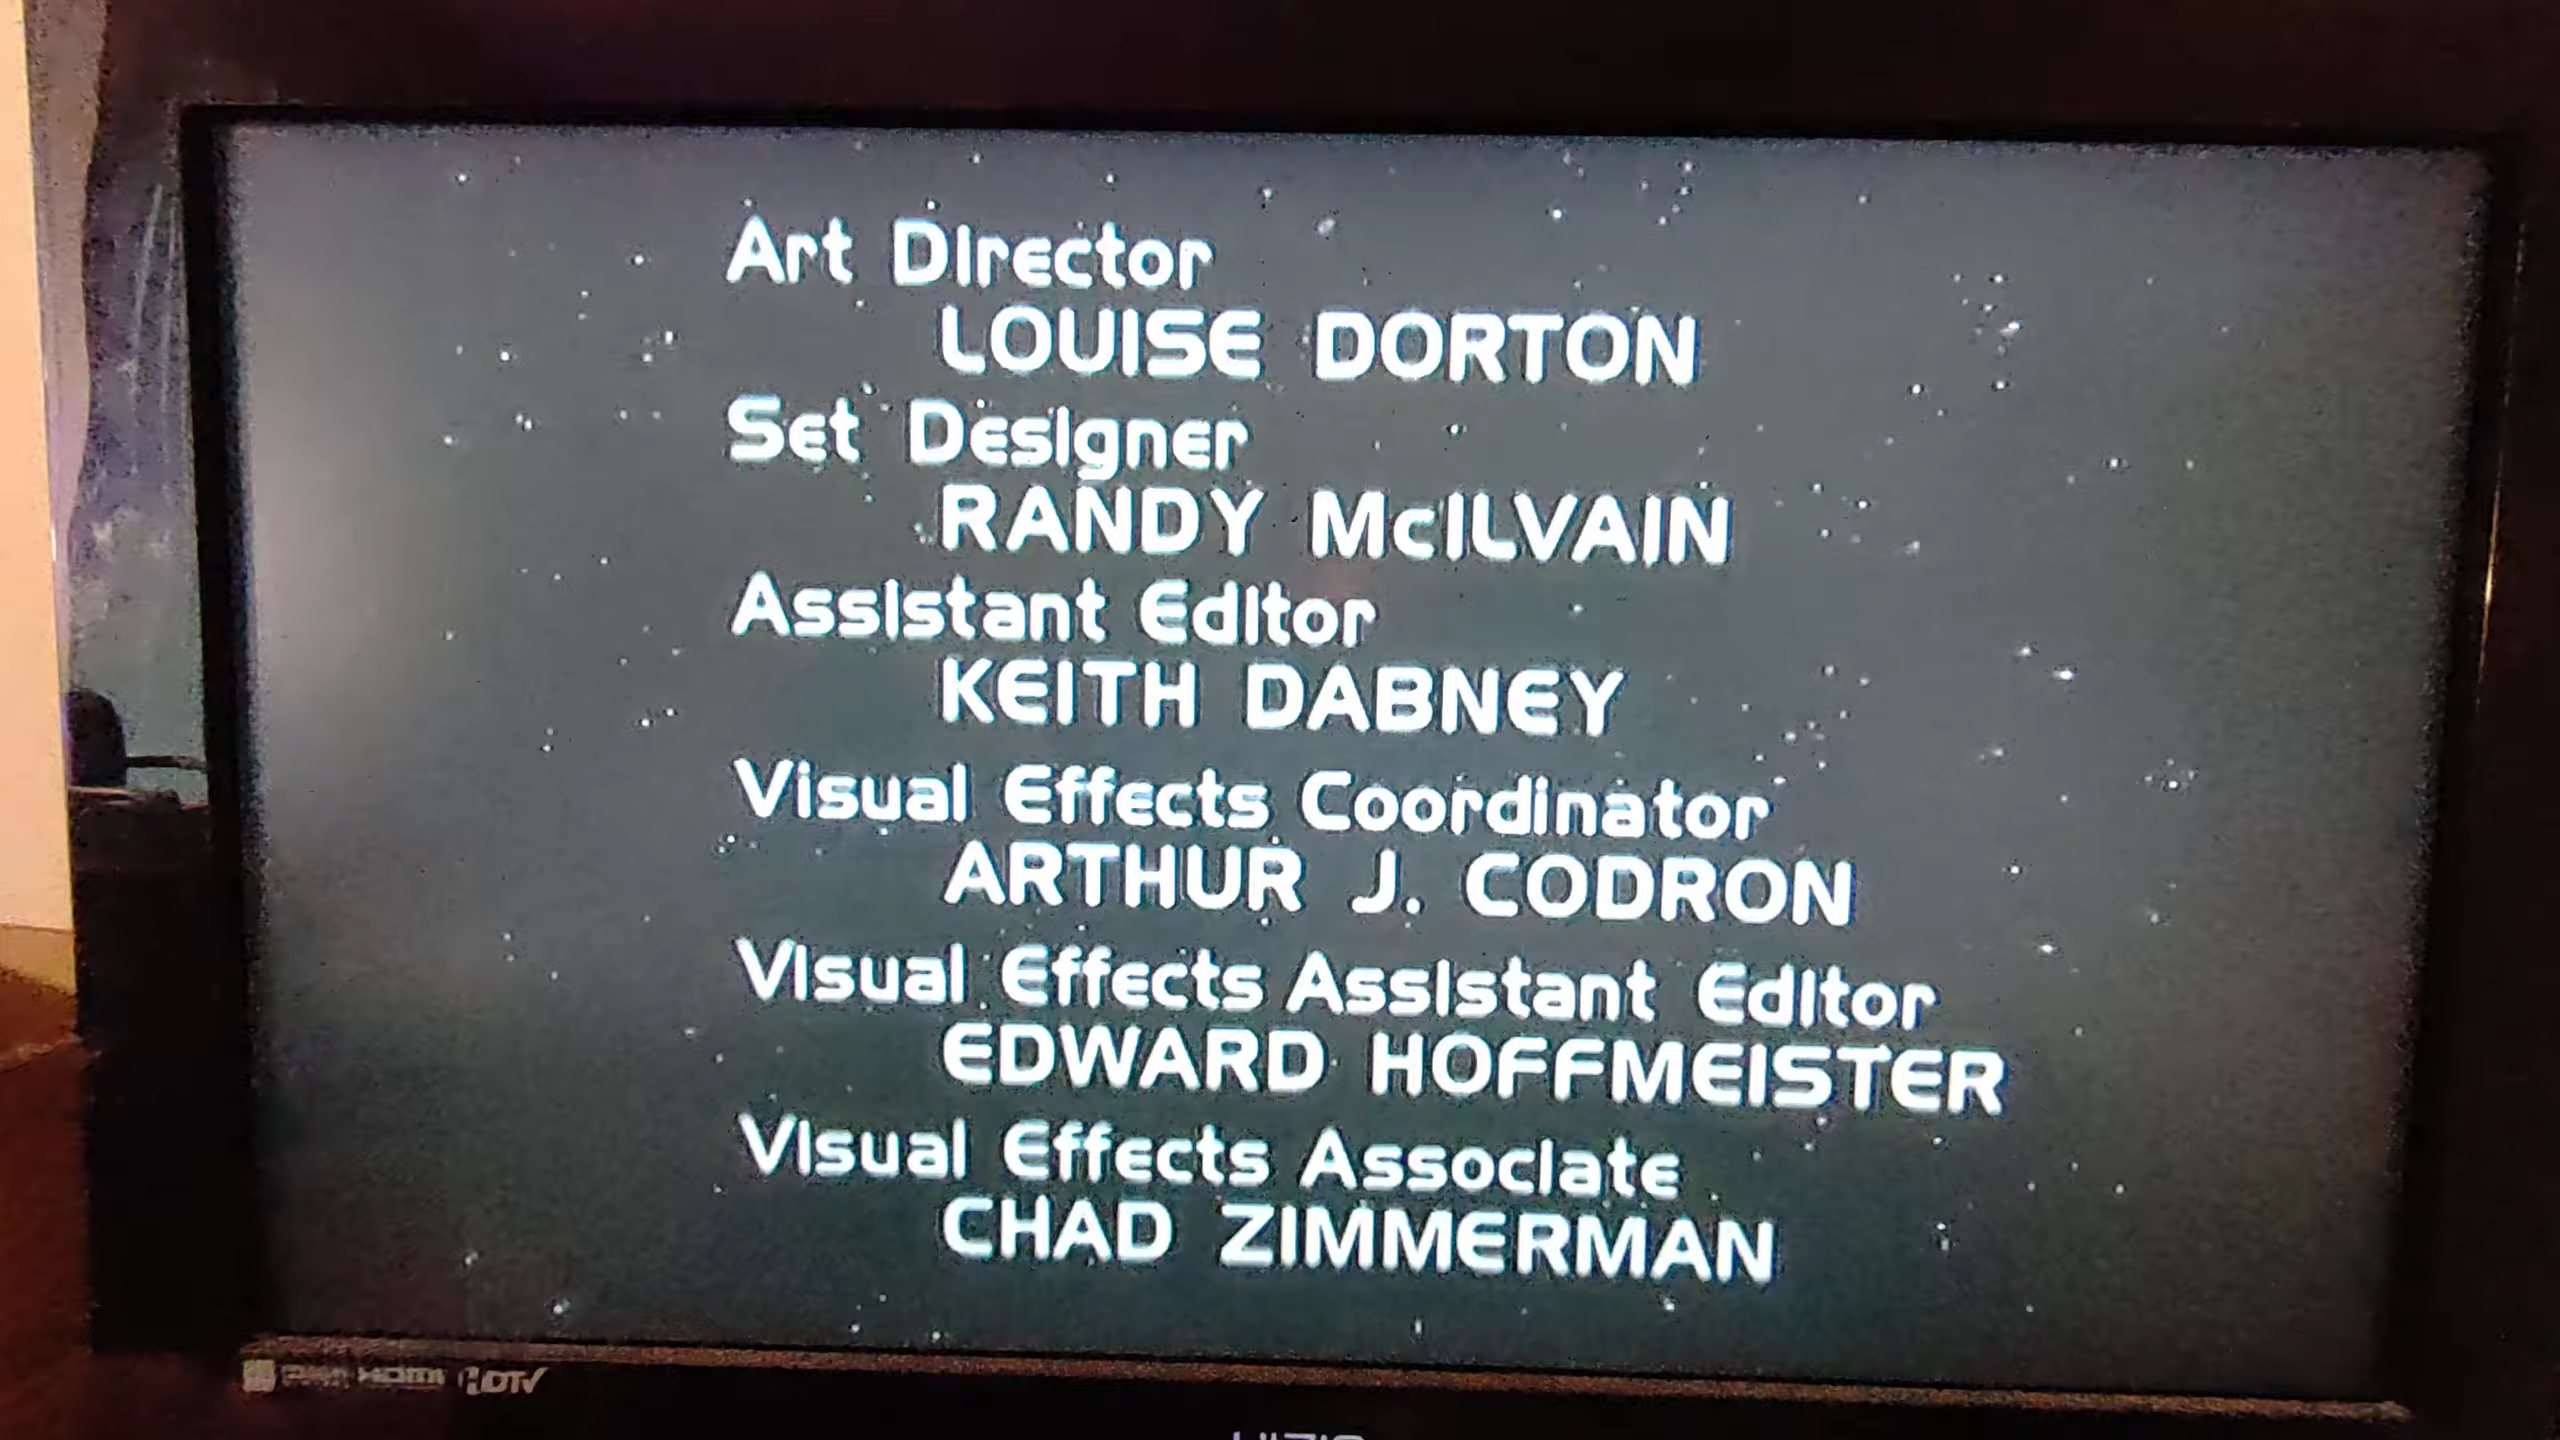 Art Director
LOUISE DORTON
Set Designer
RANDY McILVAIN
Assistant Editor
KEITH DABNEY
Visual Effects Coordinator
ARTHUR J. CODRON
Visual Effects Assistant Editor
EDWARD HOFFMEISTER
Visual Effects Associate
CHAD ZIMMERMAN
HDMI HDTV